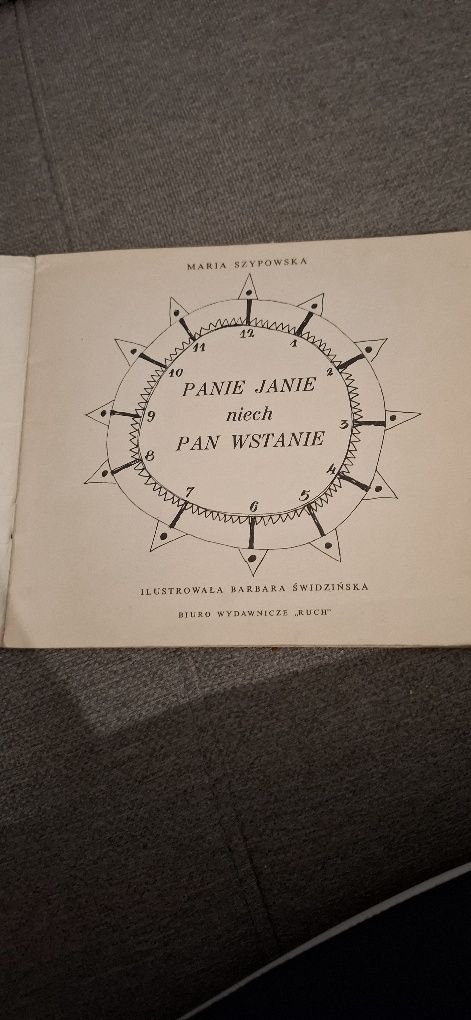 MARIA SZYPOWSKA
12
1
2
3
4
5
6
7
8
9
10
11
PANIE JANIE
niech
PAN WSTANIE
ILUSTROWAŁA BARBARA ŚWIDZIŃSKA
BIURO WYDAWNICZE „RUCH"